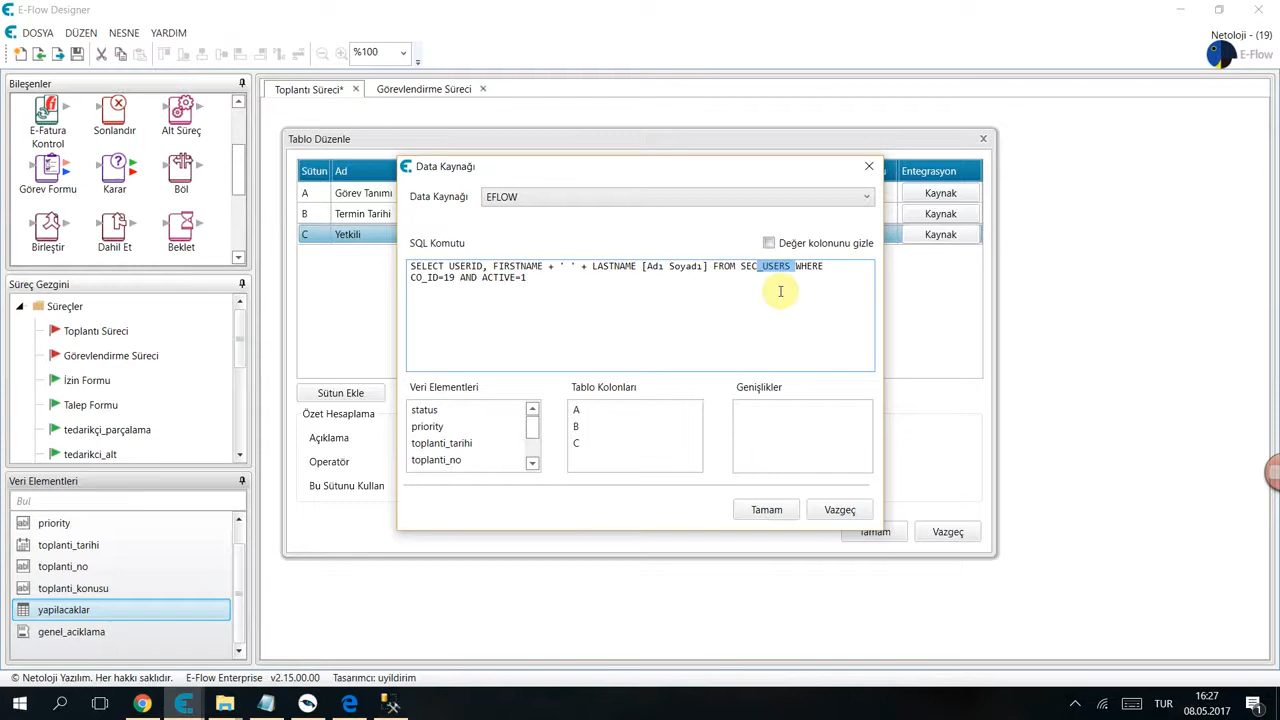 E-Flow Designer
DOSYA DÜZEN NESNE YARDIM
Netoloji - (19)
%100
E-Flow
Bileşenler
Toplantı Süreci* Görevlendirme Süreci
E-Fatura Kontrol
Sonlandır
Alt Süreç
Görev Formu
Karar
Böl
Birleştir
Dahil Et
Beklet
Süreç Gezgini
Süreçler
Toplantı Süreci
Görevlendirme Süreci
İzin Formu
Talep Formu
tedarikçi_parçalama
tedarikci_alt
Veri Elementleri
Bul
priority
toplanti_tarihi
toplanti_no
toplanti_konusu
yapilacaklar
genel_aciklama
Tablo Düzenle
Sütun Ad Entegrasyon
A Görev Tanımı Kaynak
B Termin Tarihi Kaynak
C Yetkili Kaynak
Sütun Ekle
Özet Hesaplama
Açıklama
Operatör
Bu Sütunu Kullan
Tamam Vazgeç
Data Kaynağı
Data Kaynağı EFLOW
SQL Komutu Değer kolonunu gizle
SELECT USERID, FIRSTNAME + ' ' + LASTNAME [Adı Soyadı] FROM SEC_USERS WHERE
CO_ID=19 AND ACTIVE=1
Veri Elementleri Tablo Kolonları Genişlikler
status
priority
toplanti_tarihi
toplanti_no
A
B
C
Tamam Vazgeç
© Netoloji Yazılım. Her hakkı saklıdır. E-Flow Enterprise v2.15.00.00 Tasarımcı: uyildirim
TUR
16:27
08.05.2017
1